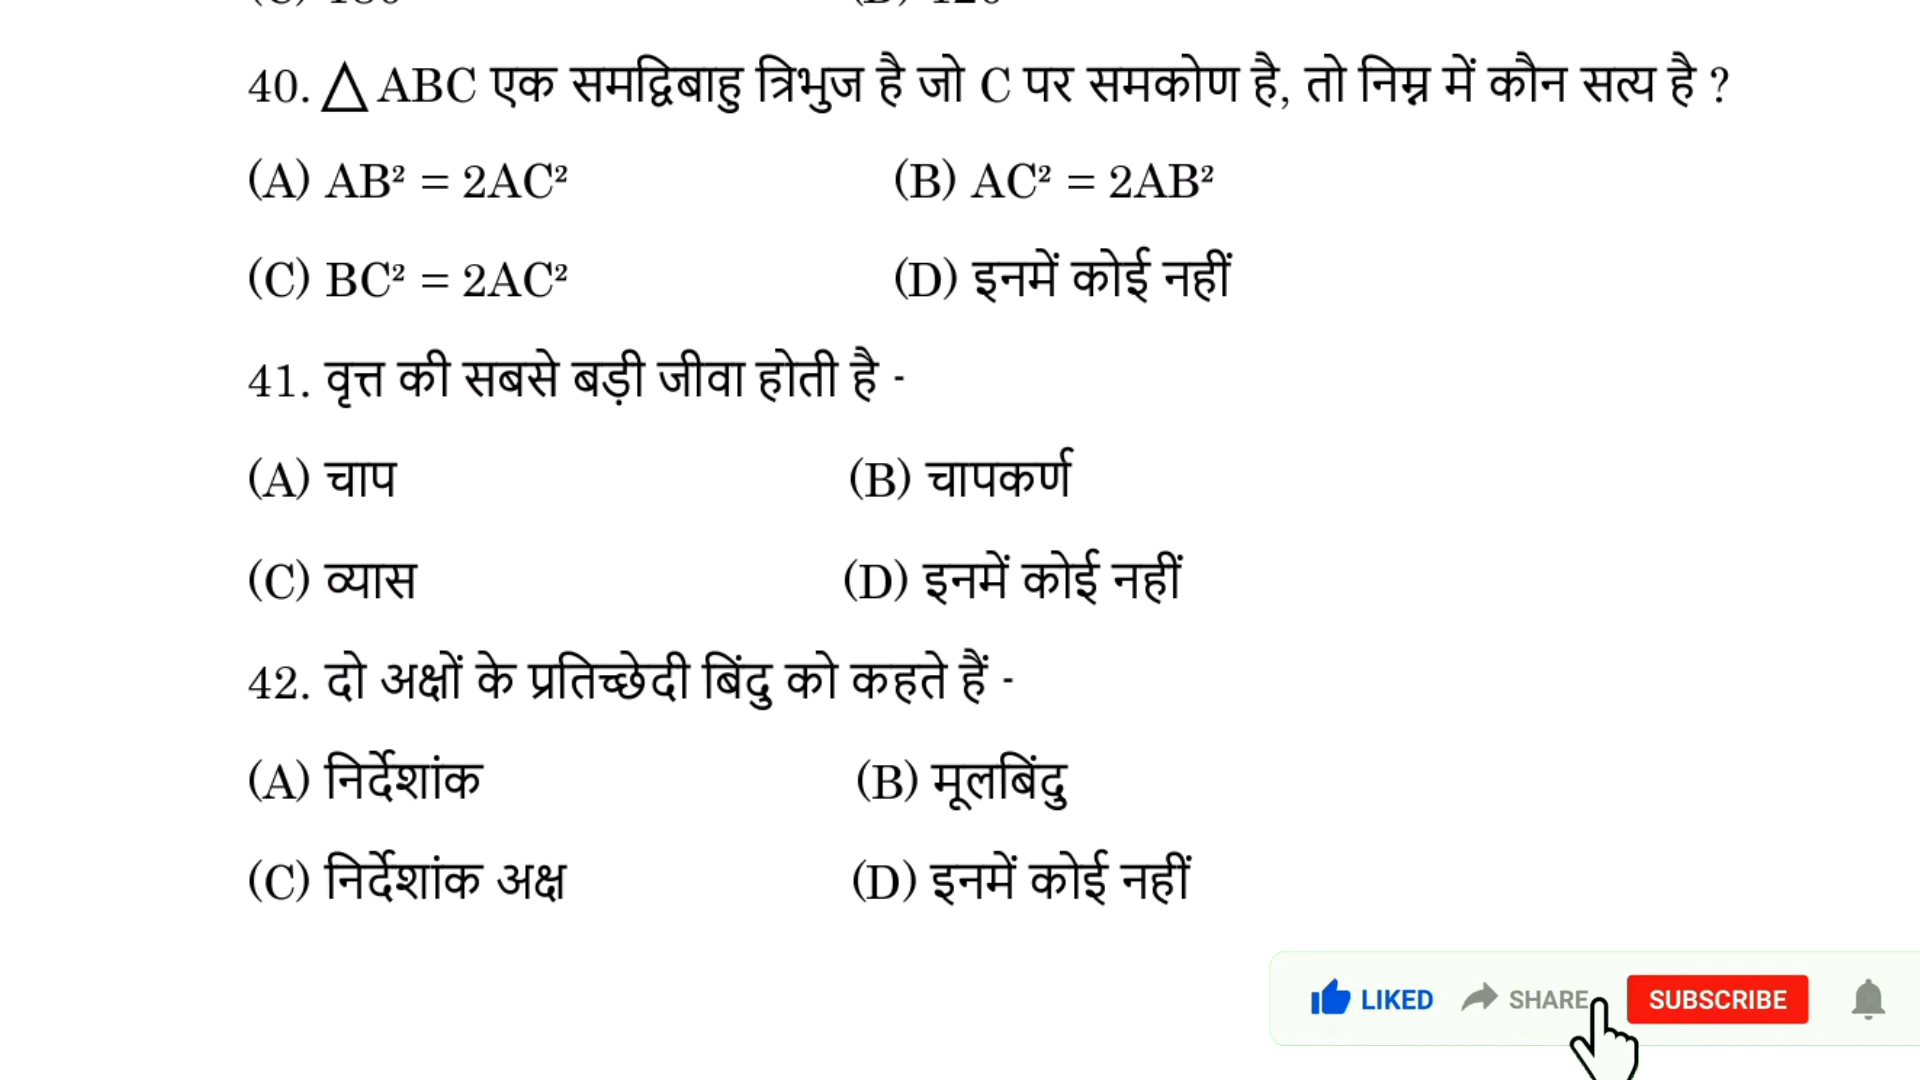 40. △ ABC एक समद्विबाहु त्रिभुज है जो C पर समकोण है, तो निम्न में कौन सत्य है ?
(A) AB² = 2AC² (B) AC² = 2AB²
(C) BC² = 2AC² (D) इनमें कोई नहीं
41. वृत्त की सबसे बड़ी जीवा होती है -
(A) चाप (B) चापकर्ण
(C) व्यास (D) इनमें कोई नहीं
42. दो अक्षों के प्रतिच्छेदी बिंदु को कहते हैं -
(A) निर्देशांक (B) मूलबिंदु
(C) निर्देशांक अक्ष (D) इनमें कोई नहीं
LIKED SHARE SUBSCRIBE